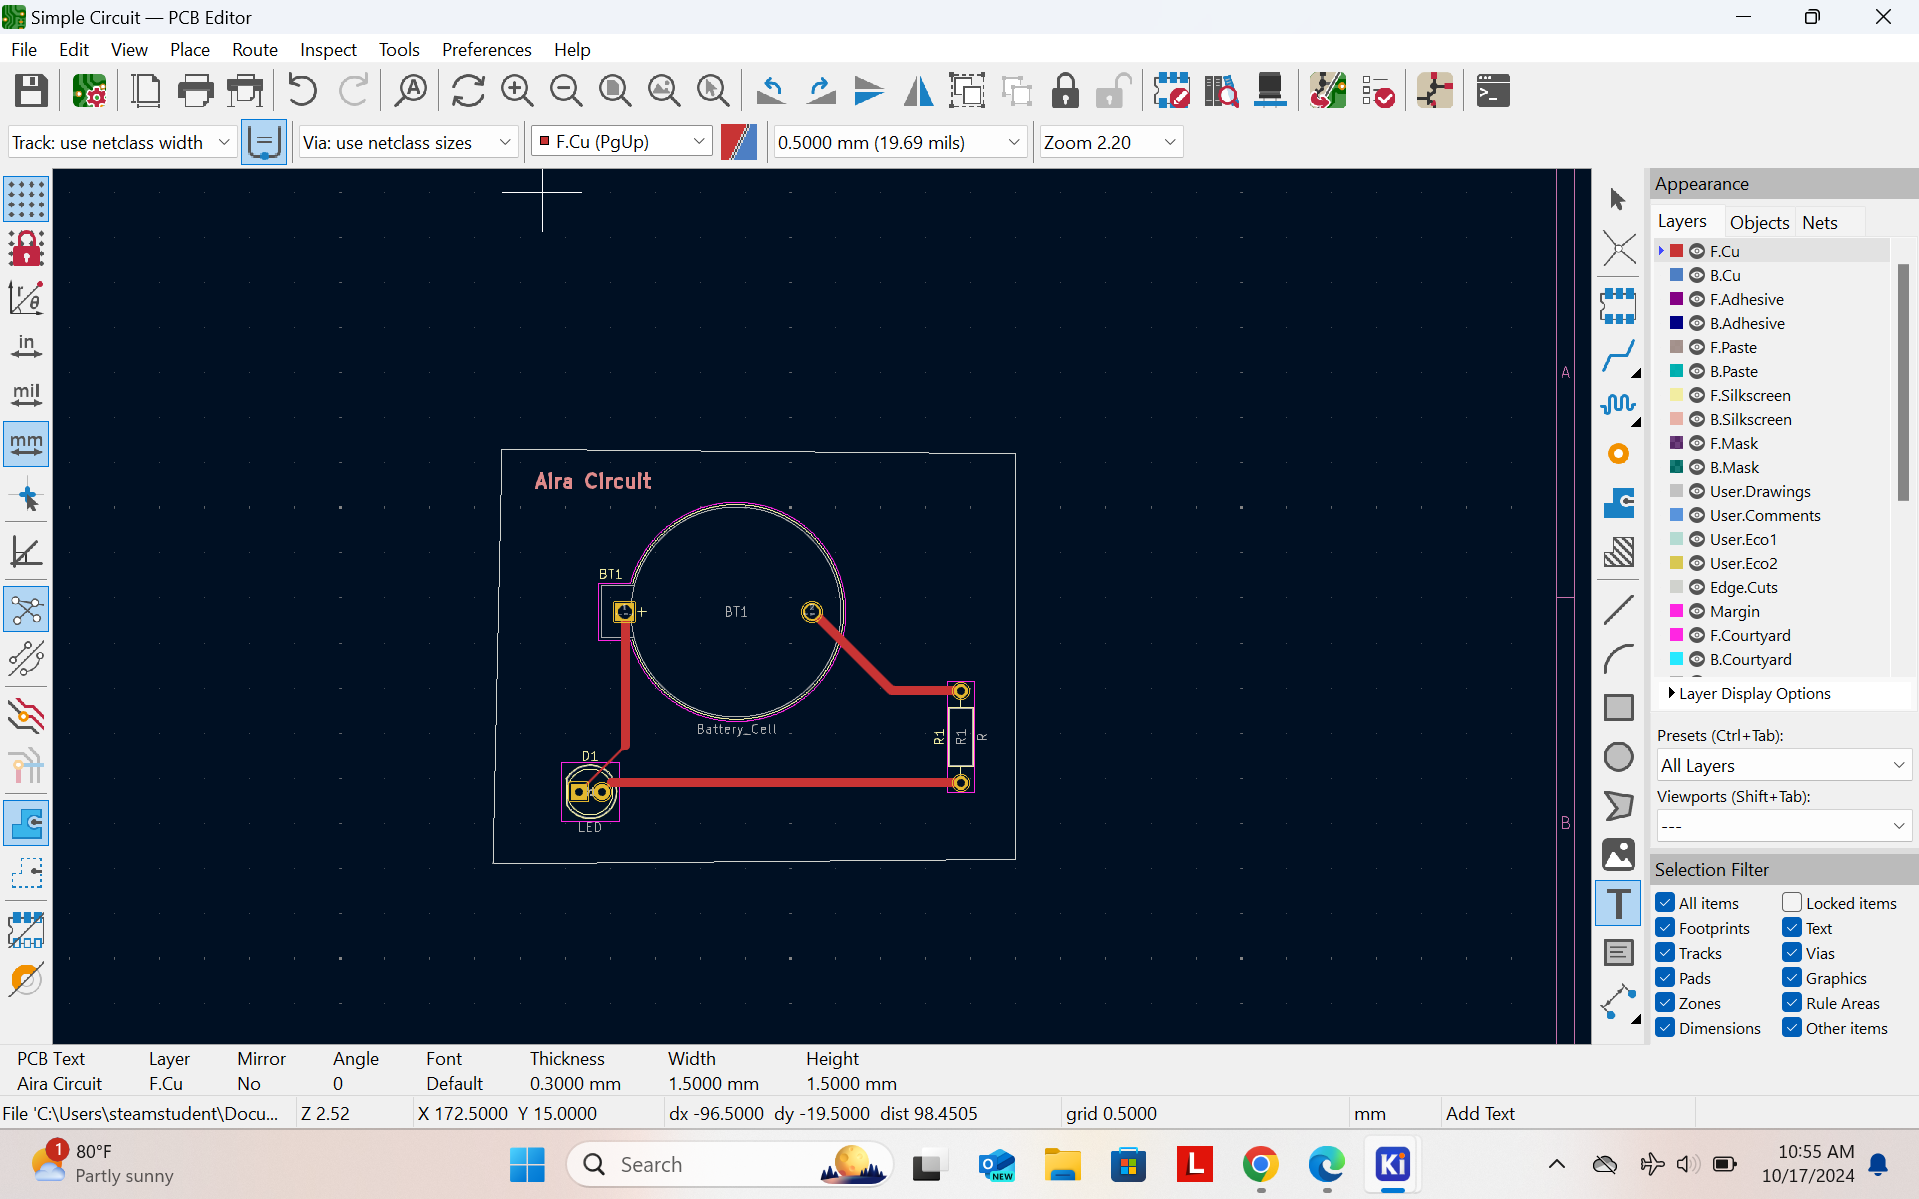 Simple Circuit — PCB Editor
File Edit View Place Route Inspect Tools Preferences Help
Track: use netclass width Via: use netclass sizes F.Cu (PgUp) 0.5000 mm (19.69 mils) Zoom 2.20
in
mil
mm
Aira Circuit
BT1
+
BT1
Battery_Cell
D1
LED
R1
R1
R
A
B
Appearance
Layers Objects Nets
F.Cu
B.Cu
F.Adhesive
B.Adhesive
F.Paste
B.Paste
F.Silkscreen
B.Silkscreen
F.Mask
B.Mask
User.Drawings
User.Comments
User.Eco1
User.Eco2
Edge.Cuts
Margin
F.Courtyard
B.Courtyard
Layer Display Options
Presets (Ctrl+Tab):
All Layers
Viewports (Shift+Tab):
---
Selection Filter
All items Locked items
Footprints Text
Tracks Vias
Pads Graphics
Zones Rule Areas
Dimensions Other items
PCB Text Layer Mirror Angle Font Thickness Width Height
Aira Circuit F.Cu No 0 Default 0.3000 mm 1.5000 mm 1.5000 mm
File 'C:\Users\steamstudent\Docu... Z 2.52 X 172.5000 Y 15.0000 dx -96.5000 dy -19.5000 dist 98.4505 grid 0.5000 mm Add Text
1 80°F
Partly sunny
Search
NEW
L
Ki
10:55 AM
10/17/2024